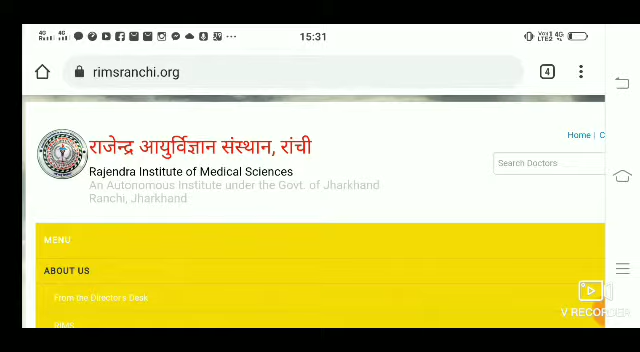 15:31
rimsranchi.org
4
राजेन्द्र आयुर्विज्ञान संस्थान, रांची
Rajendra Institute of Medical Sciences
An Autonomous Institute under the Govt. of Jharkhand
Ranchi, Jharkhand
Home | C
Search Doctors
MENU
ABOUT US
From the Director's Desk
RIMS
V RECORDER